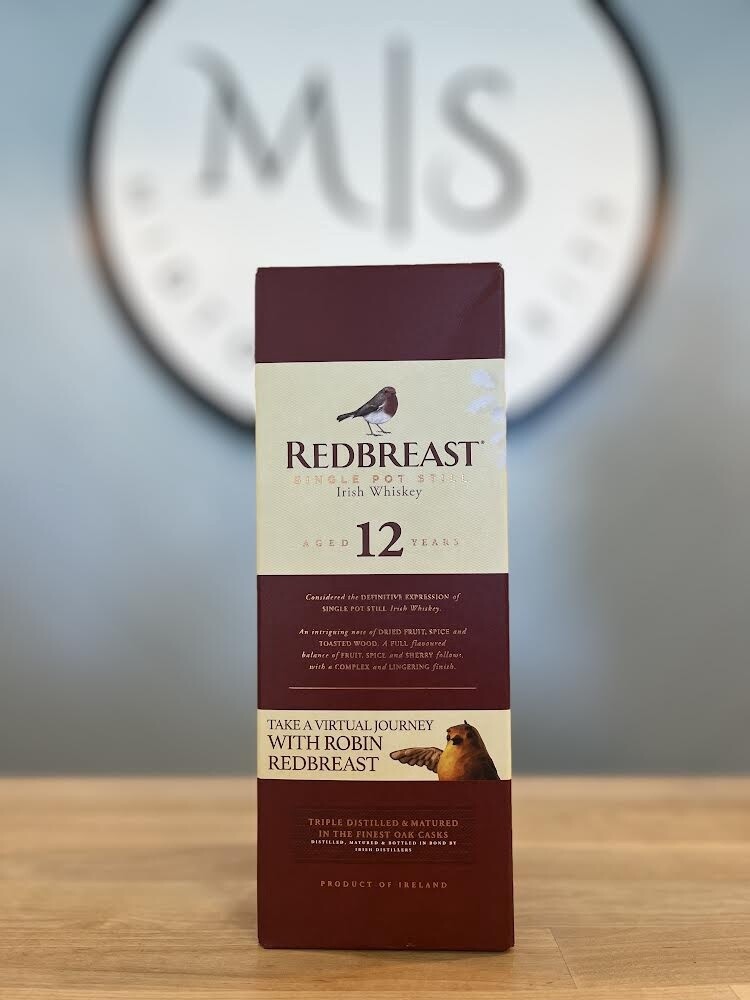 M|S
REDBREAST
SINGLE POT STILL
Irish Whiskey
AGED 12 YEARS
Considered the DEFINITIVE EXPRESSION of
SINGLE POT STILL Irish Whiskey.
An intriguing note of DRIED FRUIT, SPICE and
TOASTED WOOD. A FULL flavoured
balance of FRUIT, SPICE and SHERRY follows,
with a COMPLEX and LINGERING finish.
TAKE A VIRTUAL JOURNEY
WITH ROBIN
REDBREAST
TRIPLE DISTILLED & MATURED
IN THE FINEST OAK CASKS
DISTILLED, MATURED & BOTTLED IN BOND BY
IRISH DISTILLERS
PRODUCT OF IRELAND